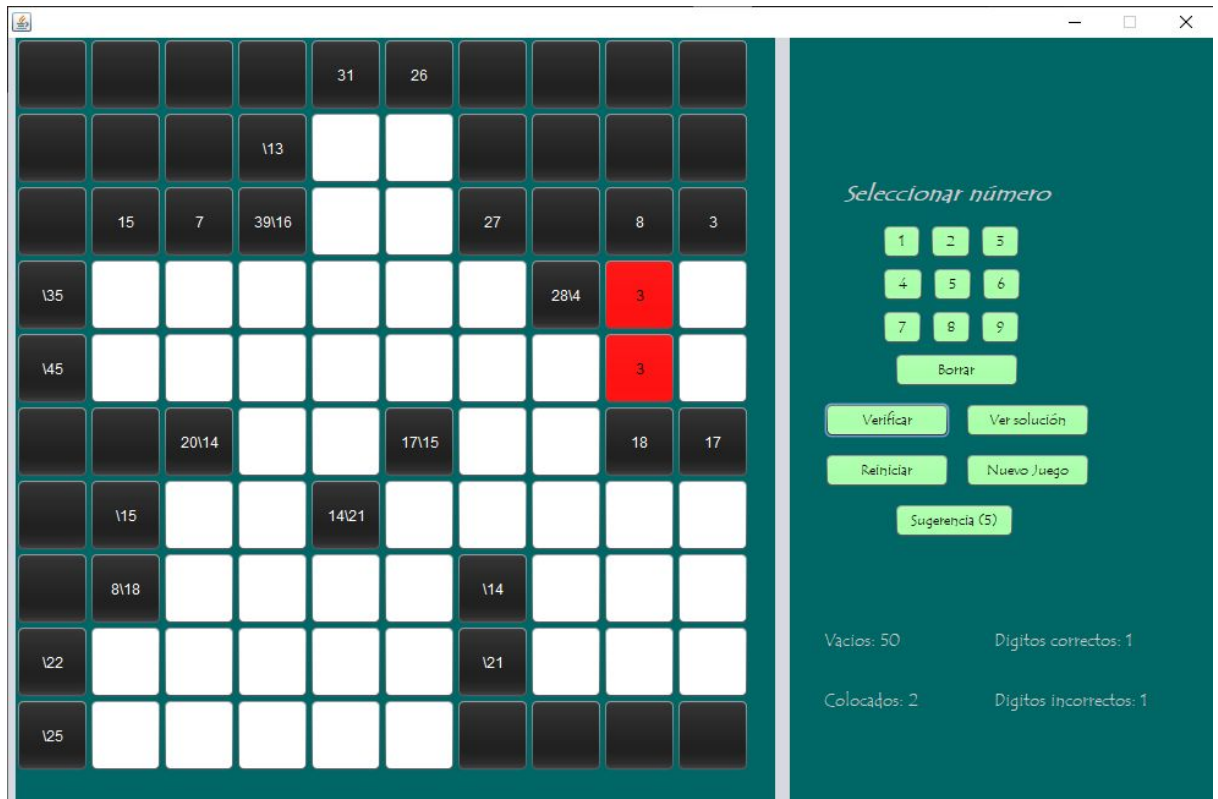 31 26
\13
15 7 39\16 27 8 3
\35 28\4 3
\45 3
20\14 17\15 18 17
\15 14\21
8\18 \14
\22 \21
\25
Seleccionar número
1 2 3
4 5 6
7 8 9
Borrar
Verificar Ver solución
Reiniciar Nuevo Juego
Sugerencia (5)
Vacios: 50 Digitos correctos: 1
Colocados: 2 Digitos incorrectos: 1